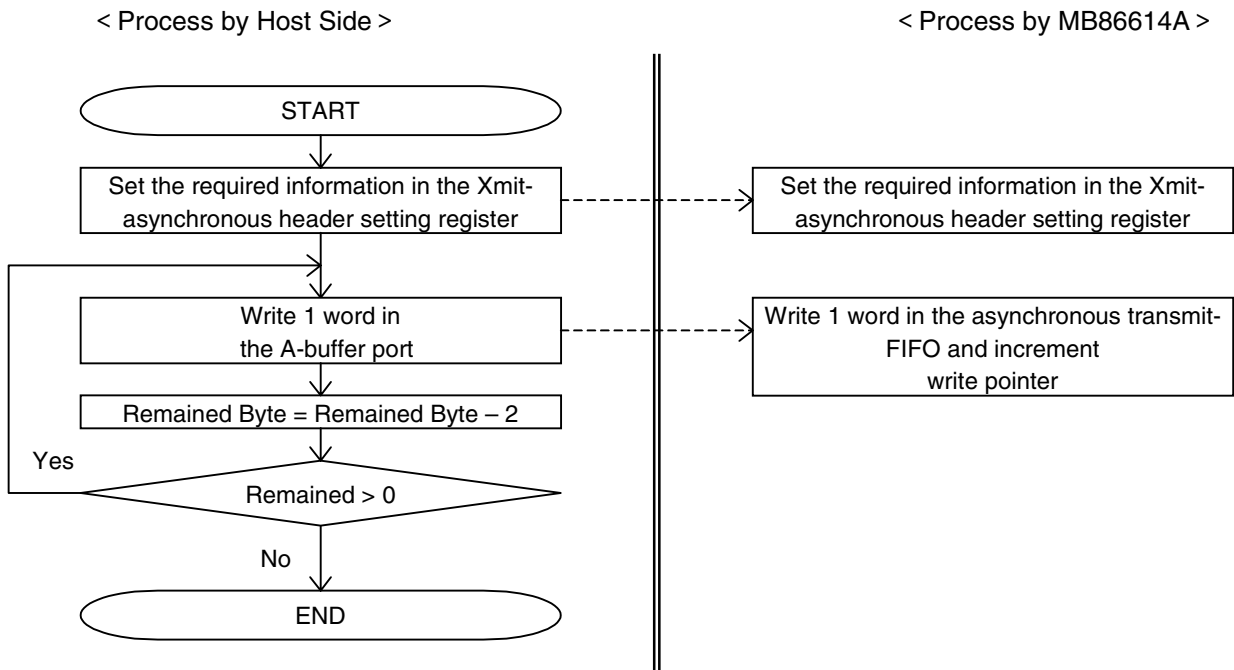 < Process by Host Side >
< Process by MB86614A >
START
Set the required information in the Xmit-
asynchronous header setting register
Set the required information in the Xmit-
asynchronous header setting register
Write 1 word in
the A-buffer port
Write 1 word in the asynchronous transmit-
FIFO and increment
write pointer
Remained Byte = Remained Byte – 2
Yes
Remained > 0
No
END